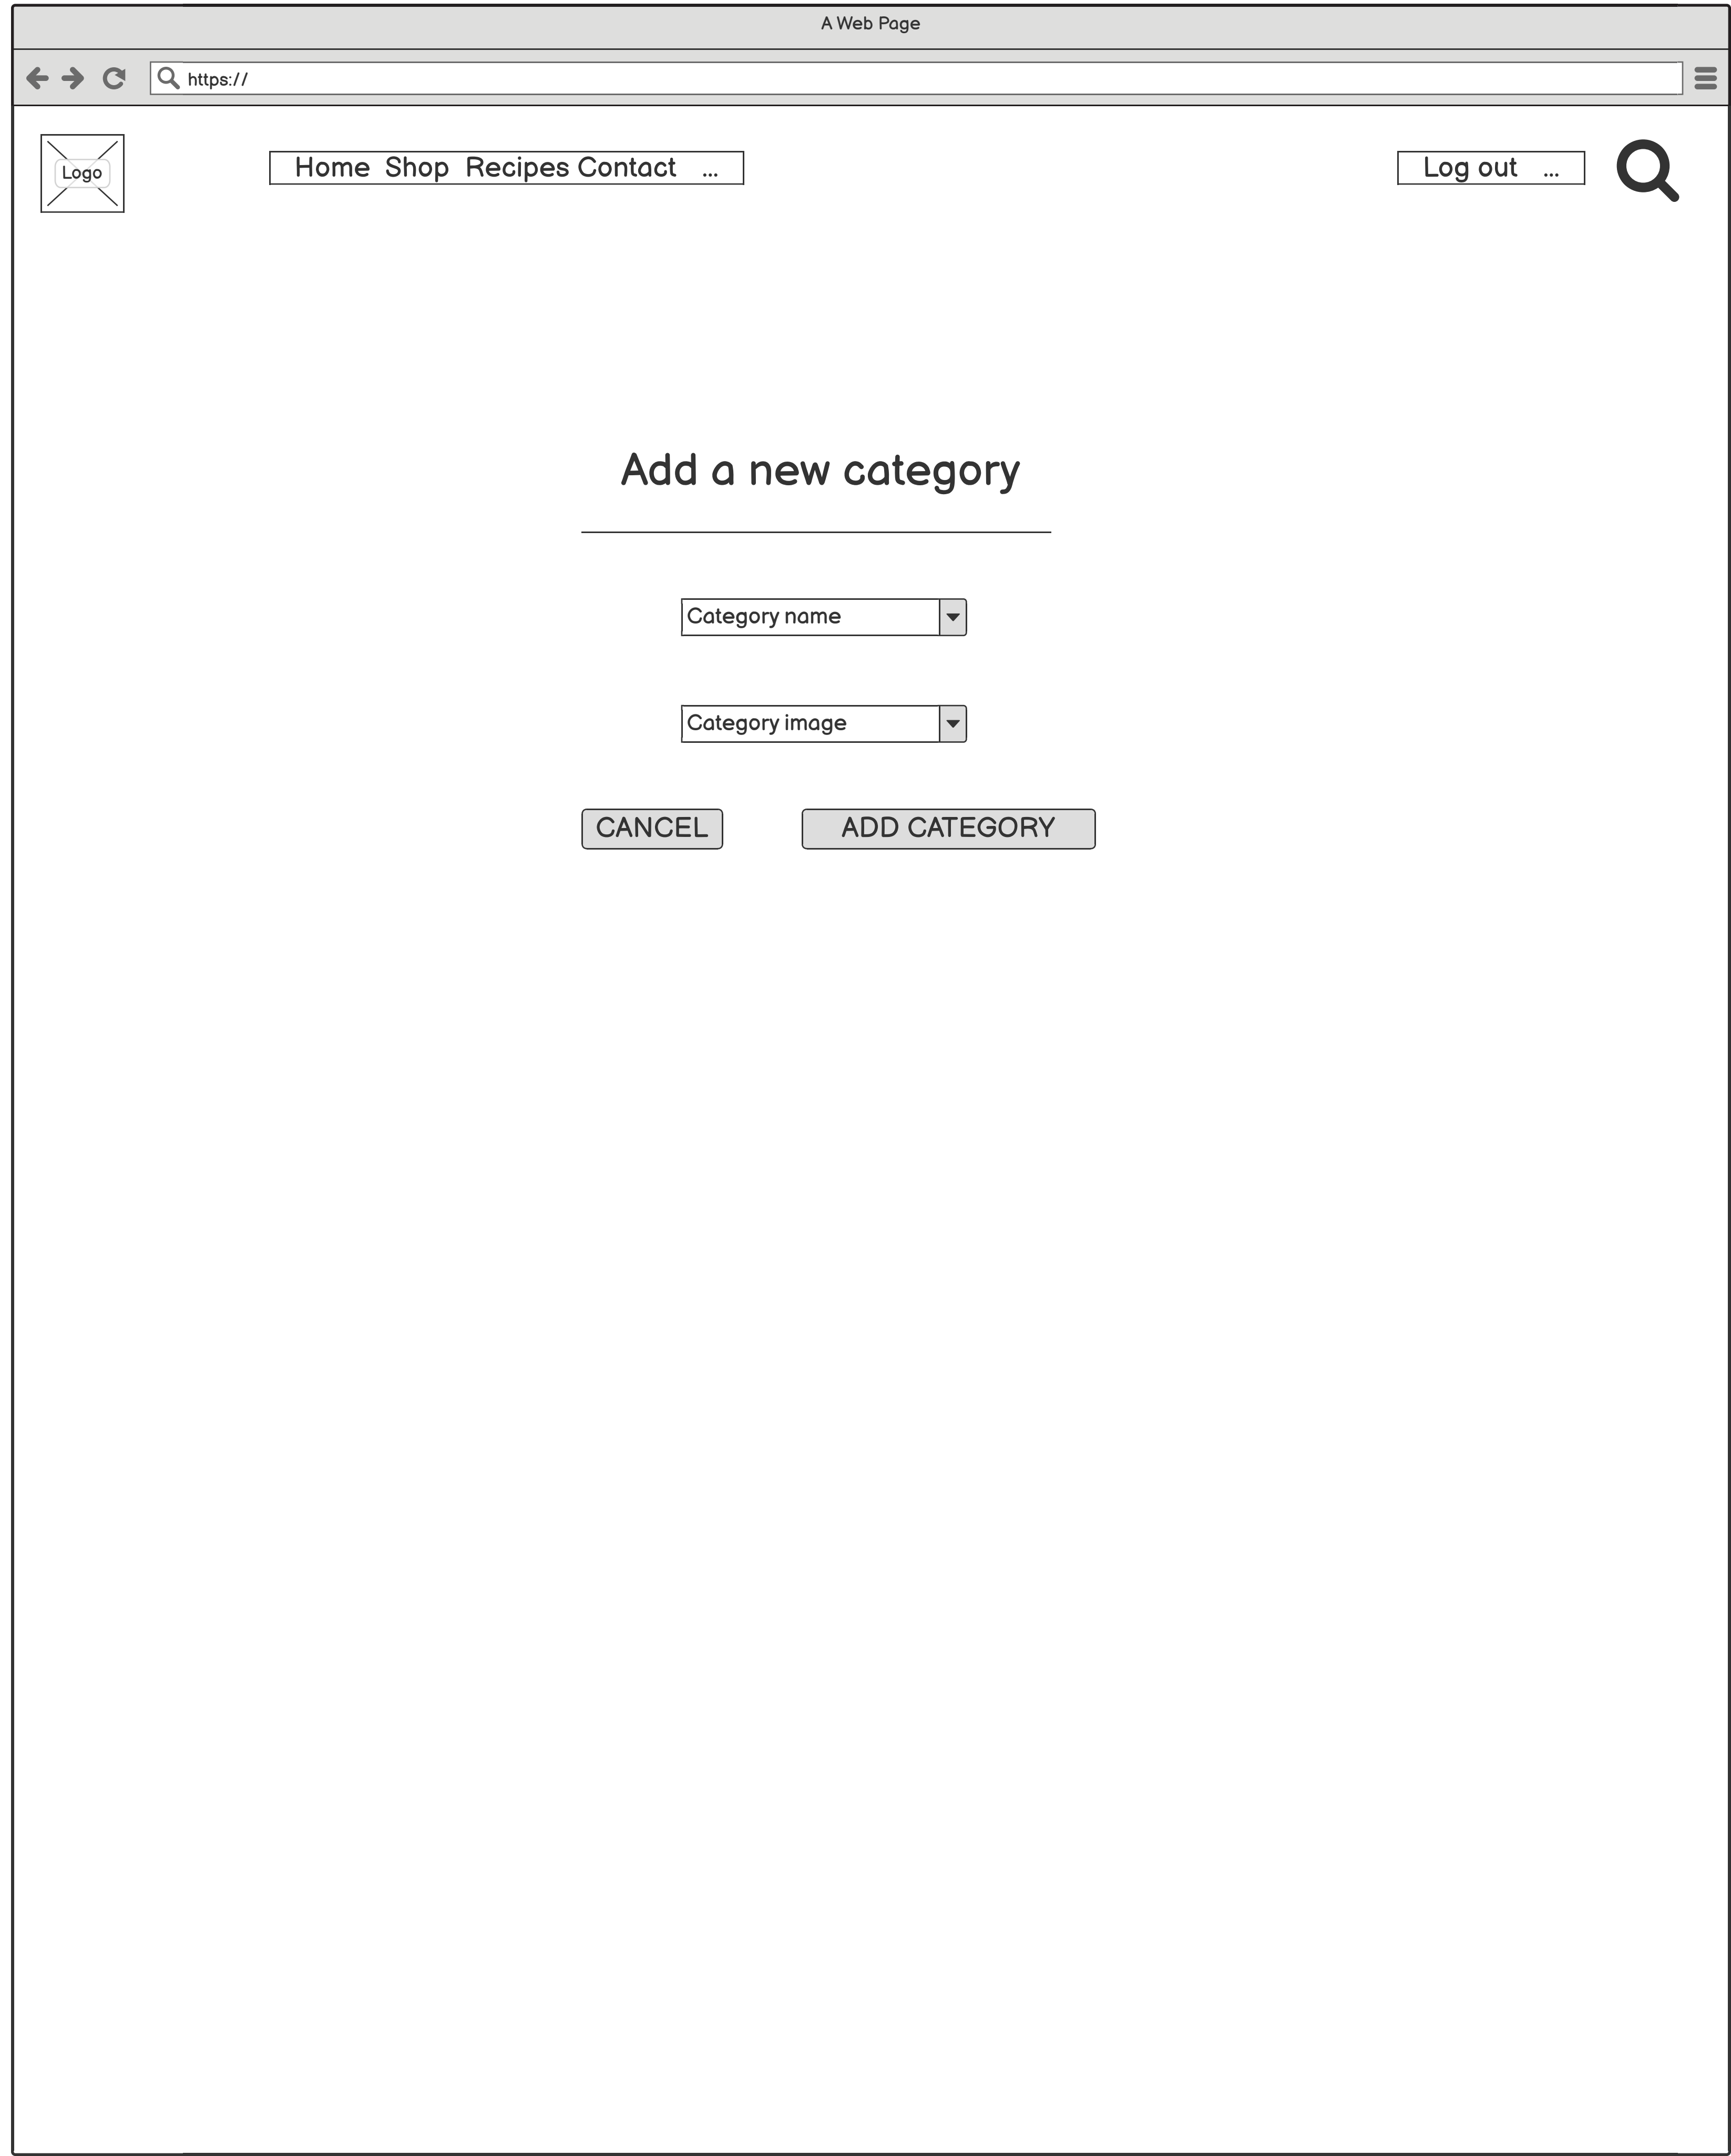 A Web Page
https://
Logo
Home Shop Recipes Contact ...
Log out ...
Add a new category
Category name
Category image
CANCEL
ADD CATEGORY